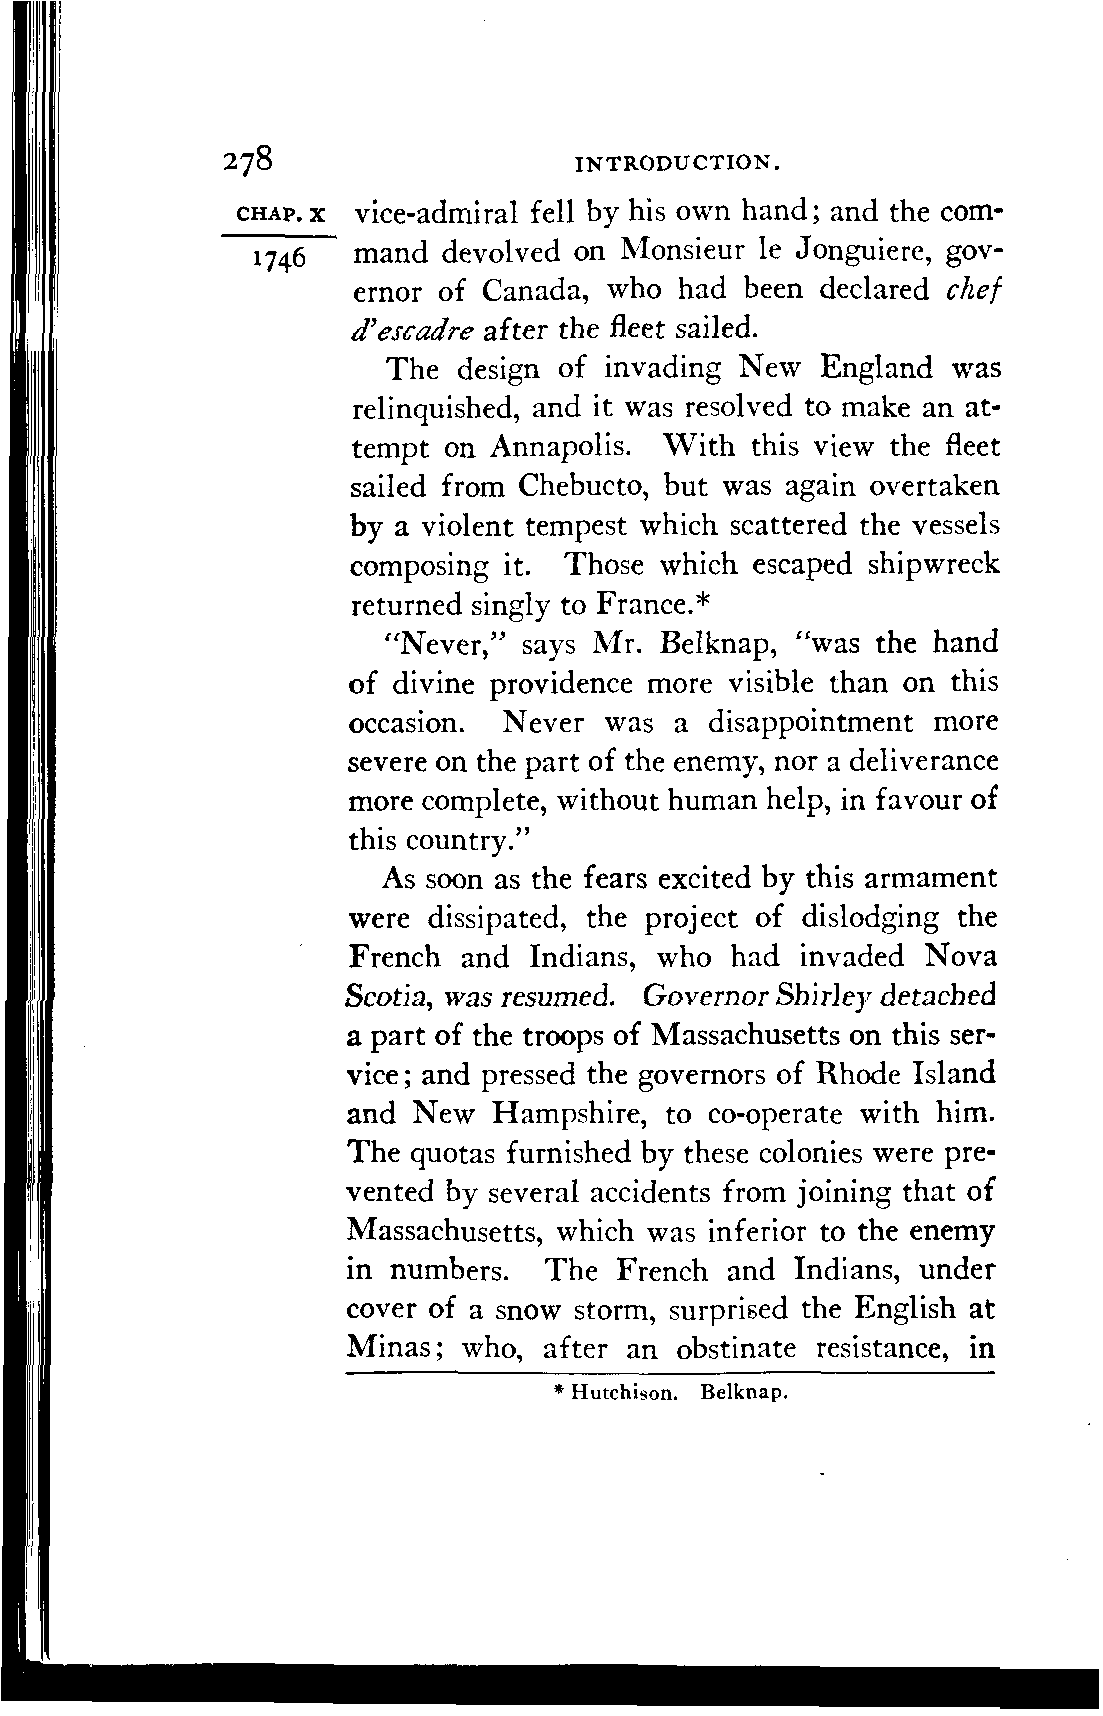 278 INTRODUCTION.
CHAP. X vice-admiral fell by his own hand; and the com-
1746 mand devolved on Monsieur le Jonguiere, gov-
ernor of Canada, who had been declared chef
d'escadre after the fleet sailed.
The design of invading New England was
relinquished, and it was resolved to make an at-
tempt on Annapolis. With this view the fleet
sailed from Chebucto, but was again overtaken
by a violent tempest which scattered the vessels
composing it. Those which escaped shipwreck
returned singly to France.*
"Never," says Mr. Belknap, "was the hand
of divine providence more visible than on this
occasion. Never was a disappointment more
severe on the part of the enemy, nor a deliverance
more complete, without human help, in favour of
this country."
As soon as the fears excited by this armament
were dissipated, the project of dislodging the
French and Indians, who had invaded Nova
Scotia, was resumed. Governor Shirley detached
a part of the troops of Massachusetts on this ser-
vice; and pressed the governors of Rhode Island
and New Hampshire, to co-operate with him.
The quotas furnished by these colonies were pre-
vented by several accidents from joining that of
Massachusetts, which was inferior to the enemy
in numbers. The French and Indians, under
cover of a snow storm, surprised the English at
Minas; who, after an obstinate resistance, in
* Hutchison. Belknap.